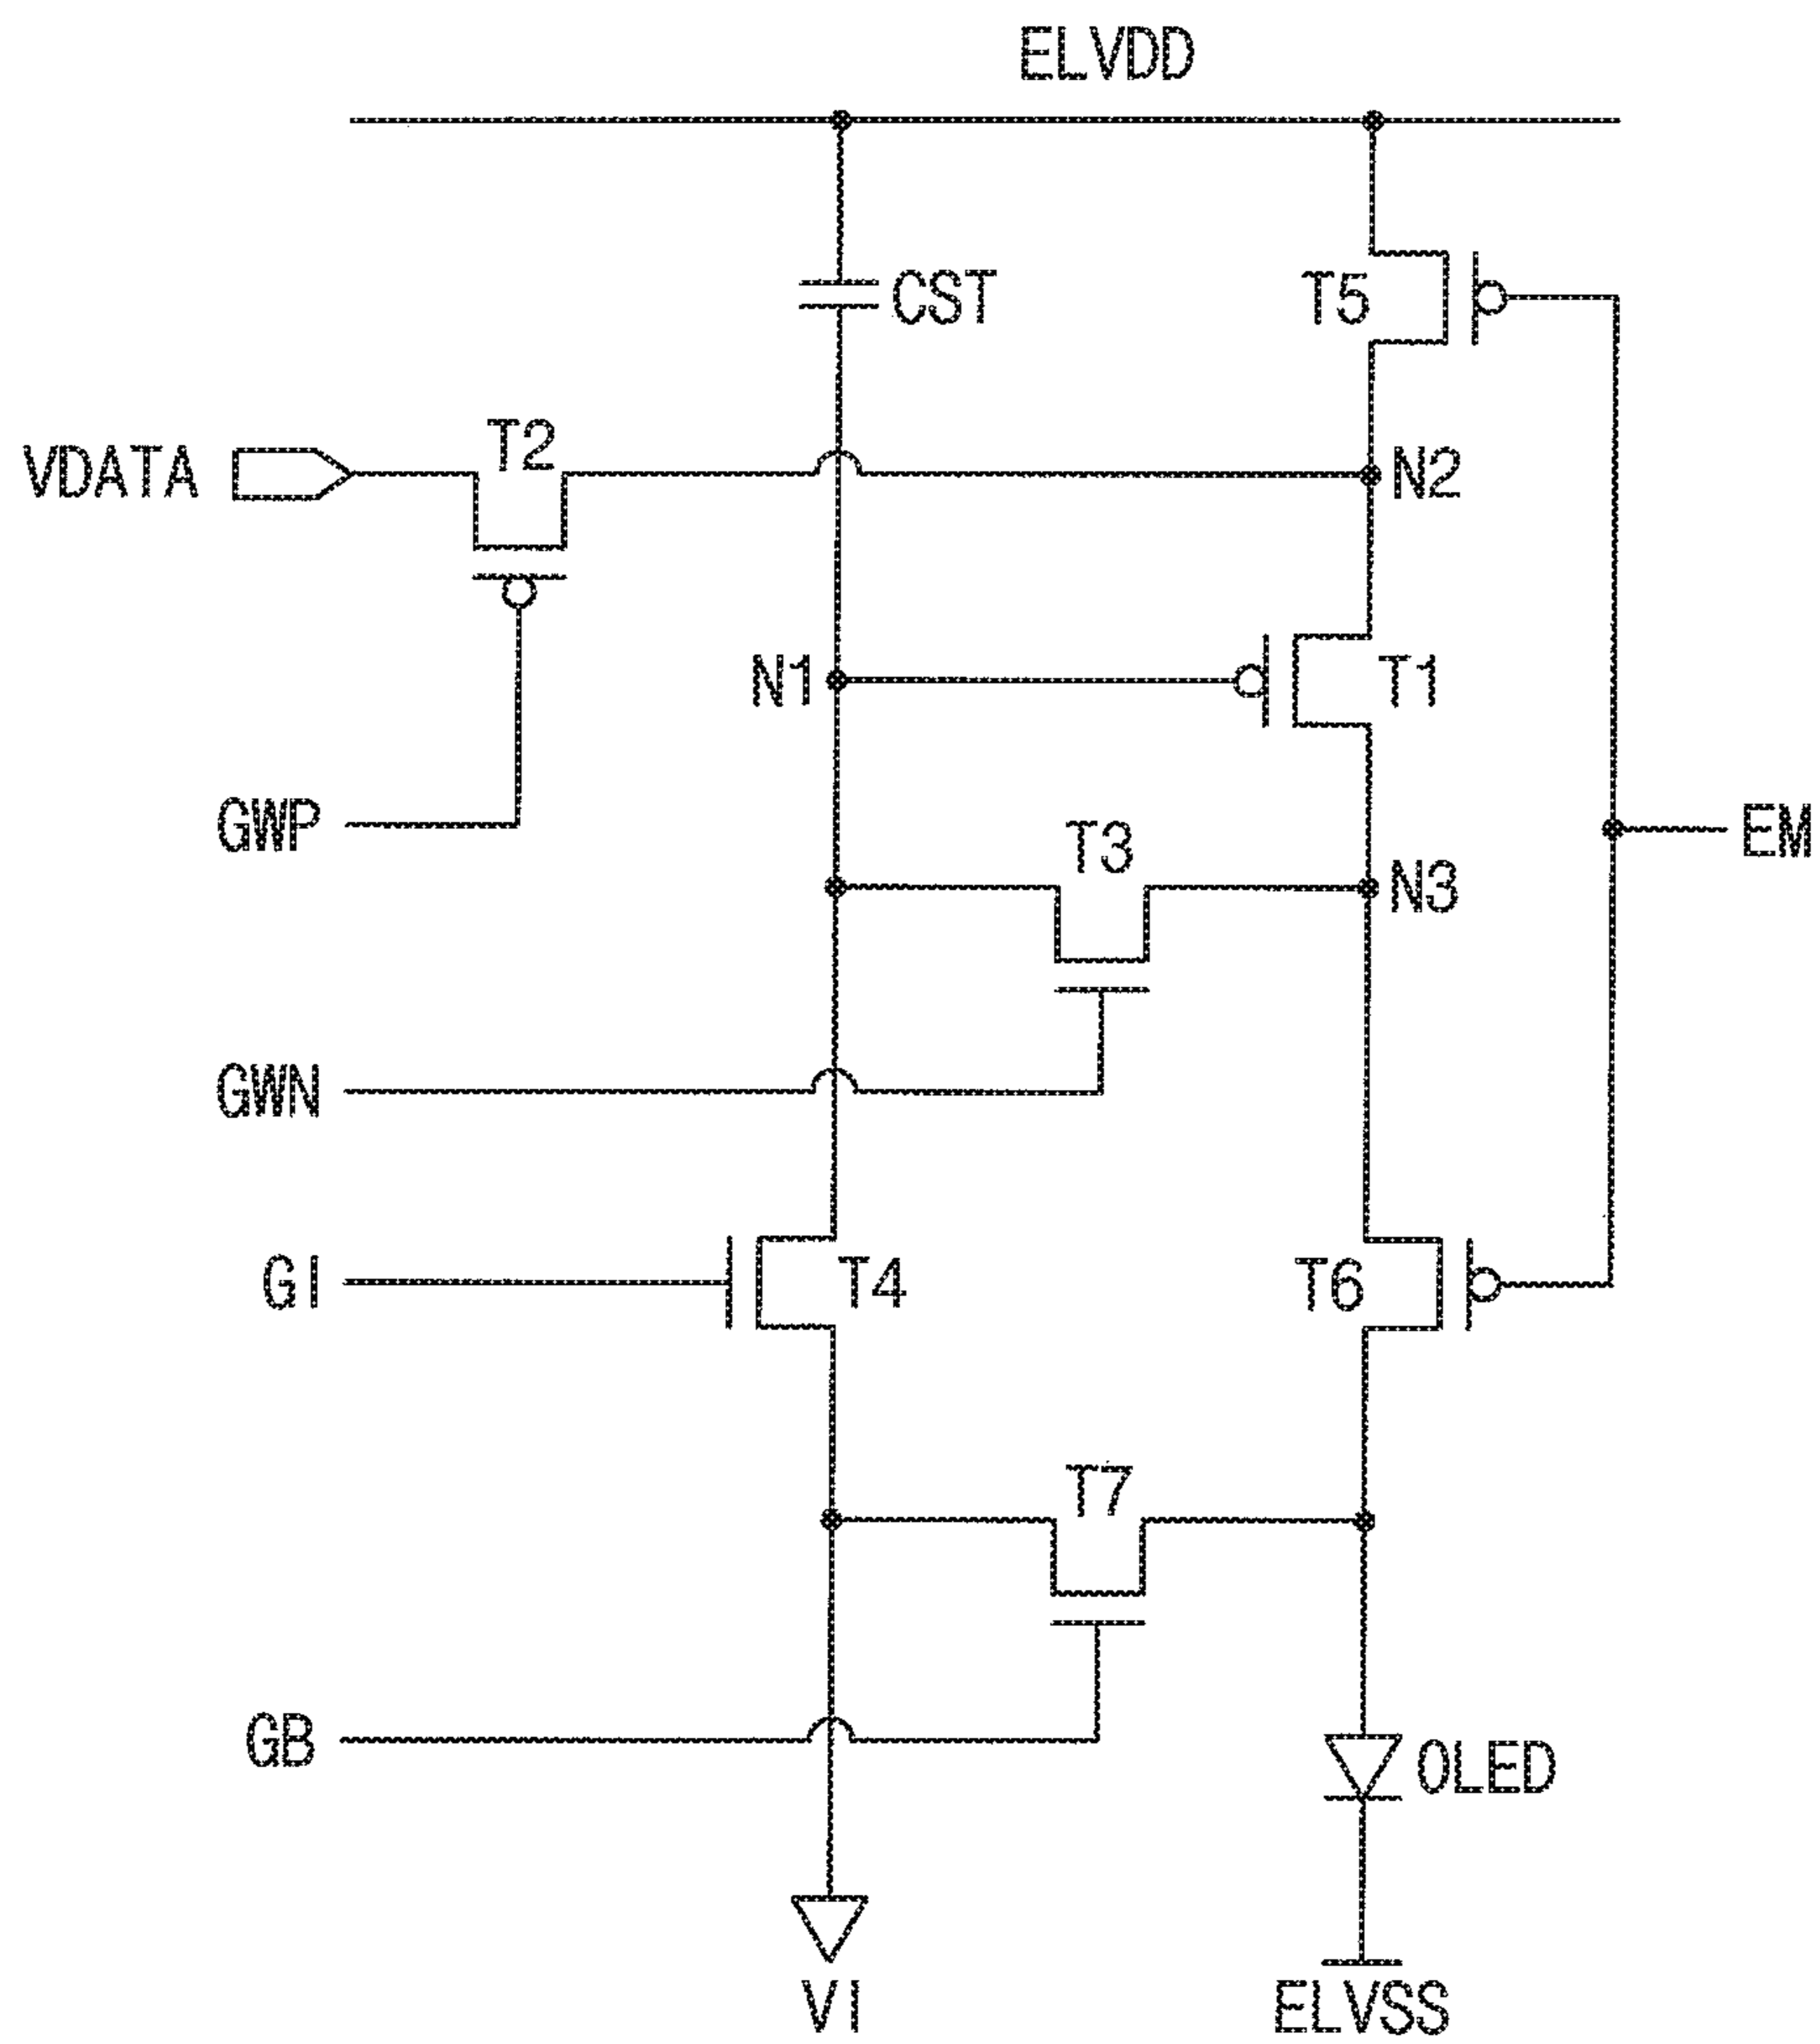 ELVDD
CST
T5
T2
VDATA
N2
N1
T1
GWP
T3
EM
N3
GWN
GI
T4
T6
T7
GB
OLED
VI
ELVSS